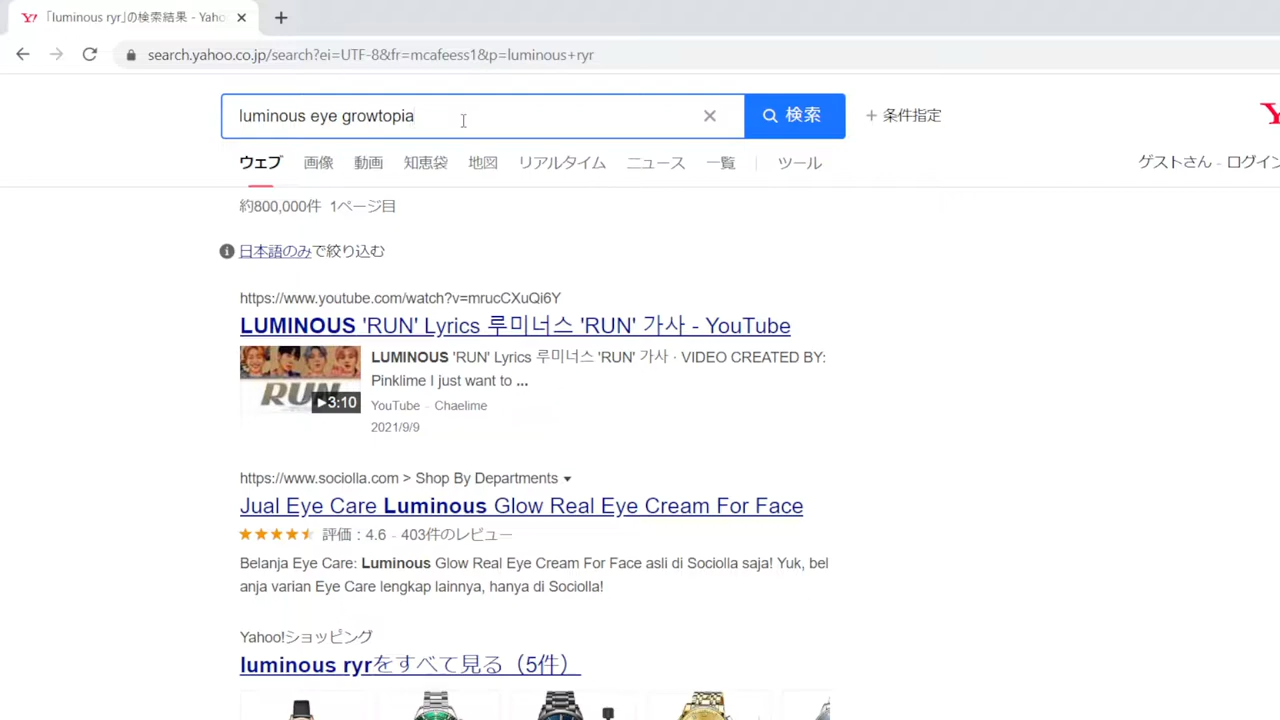 「luminous ryr」の検索結果 - Yaho
search.yahoo.co.jp/search?ei=UTF-8&fr=mcafeess1&p=luminous+ryr
luminous eye growtopia
検索
+ 条件指定
ウェブ 画像 動画 知恵袋 地図 リアルタイム ニュース 一覧 ツール
ゲストさん - ログイン
約800,000件 1ページ目
日本語のみで絞り込む
https://www.youtube.com/watch?v=mrucCXuQi6Y
LUMINOUS 'RUN' Lyrics 루미너스 'RUN' 가사 - YouTube
RUN
3:10
LUMINOUS 'RUN' Lyrics 루미너스 'RUN' 가사 · VIDEO CREATED BY:
Pinklime I just want to ...
YouTube - Chaelime
2021/9/9
https://www.sociolla.com > Shop By Departments
Jual Eye Care Luminous Glow Real Eye Cream For Face
評価：4.6 - 403件のレビュー
Belanja Eye Care: Luminous Glow Real Eye Cream For Face asli di Sociolla saja! Yuk, bel
anja varian Eye Care lengkap lainnya, hanya di Sociolla!
Yahoo!ショッピング
luminous ryrをすべて見る（5件）